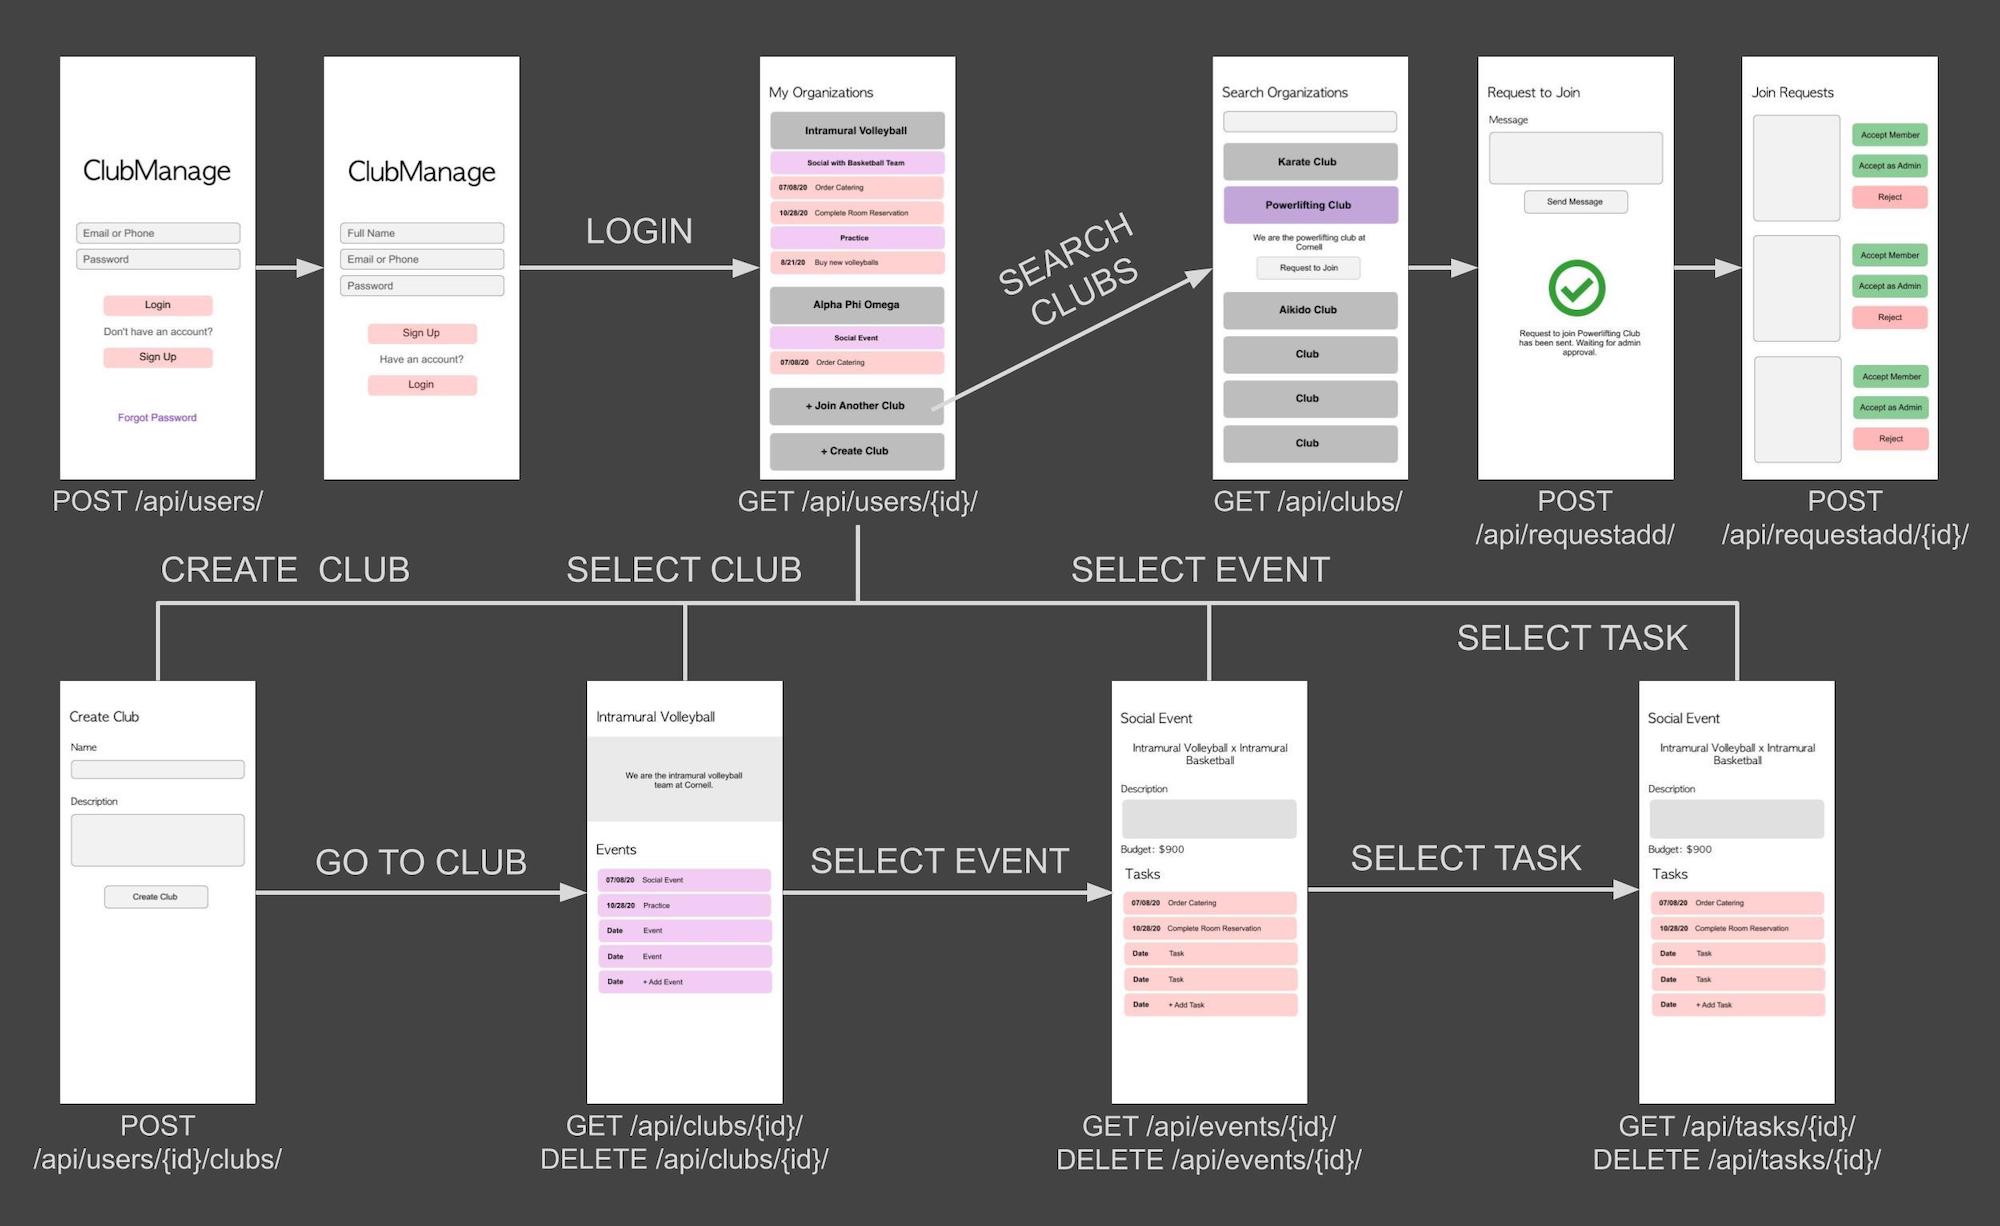 ClubManage
Email or Phone
Password
Login
Don't have an account?
Sign Up
Forgot Password
POST /api/users/
ClubManage
Full Name
Email or Phone
Password
Sign Up
Have an account?
Login
LOGIN
My Organizations
Intramural Volleyball
Social with Basketball Team
07/08/20 Order Catering
10/28/20 Complete Room Reservation
Practice
8/21/20 Buy new volleyballs
Alpha Phi Omega
Social Event
07/08/20 Order Catering
+ Join Another Club
+ Create Club
GET /api/users/{id}/
SEARCH
CLUBS
Search Organizations
Karate Club
Powerlifting Club
We are the powerlifting club at
Cornell
Request to Join
Aikido Club
Club
Club
Club
GET /api/clubs/
Request to Join
Message
Send Message
Request to join Powerlifting Club
has been sent. Waiting for admin
approval.
POST
/api/requestadd/
Join Requests
Accept Member
Accept as Admin
Reject
Accept Member
Accept as Admin
Reject
Accept Member
Accept as Admin
Reject
POST
/api/requestadd/{id}/
CREATE CLUB
SELECT CLUB
SELECT EVENT
SELECT TASK
Create Club
Name
Description
Create Club
POST
/api/users/{id}/clubs/
GO TO CLUB
Intramural Volleyball
We are the intramural volleyball
team at Cornell.
Events
07/08/20 Social Event
10/28/20 Practice
Date Event
Date Event
Date + Add Event
GET /api/clubs/{id}/
DELETE /api/clubs/{id}/
SELECT EVENT
Social Event
Intramural Volleyball x Intramural
Basketball
Description
Budget: $900
Tasks
07/08/20 Order Catering
10/28/20 Complete Room Reservation
Date Task
Date Task
Date + Add Task
GET /api/events/{id}/
DELETE /api/events/{id}/
SELECT TASK
Social Event
Intramural Volleyball x Intramural
Basketball
Description
Budget: $900
Tasks
07/08/20 Order Catering
10/28/20 Complete Room Reservation
Date Task
Date Task
Date + Add Task
GET /api/tasks/{id}/
DELETE /api/tasks/{id}/